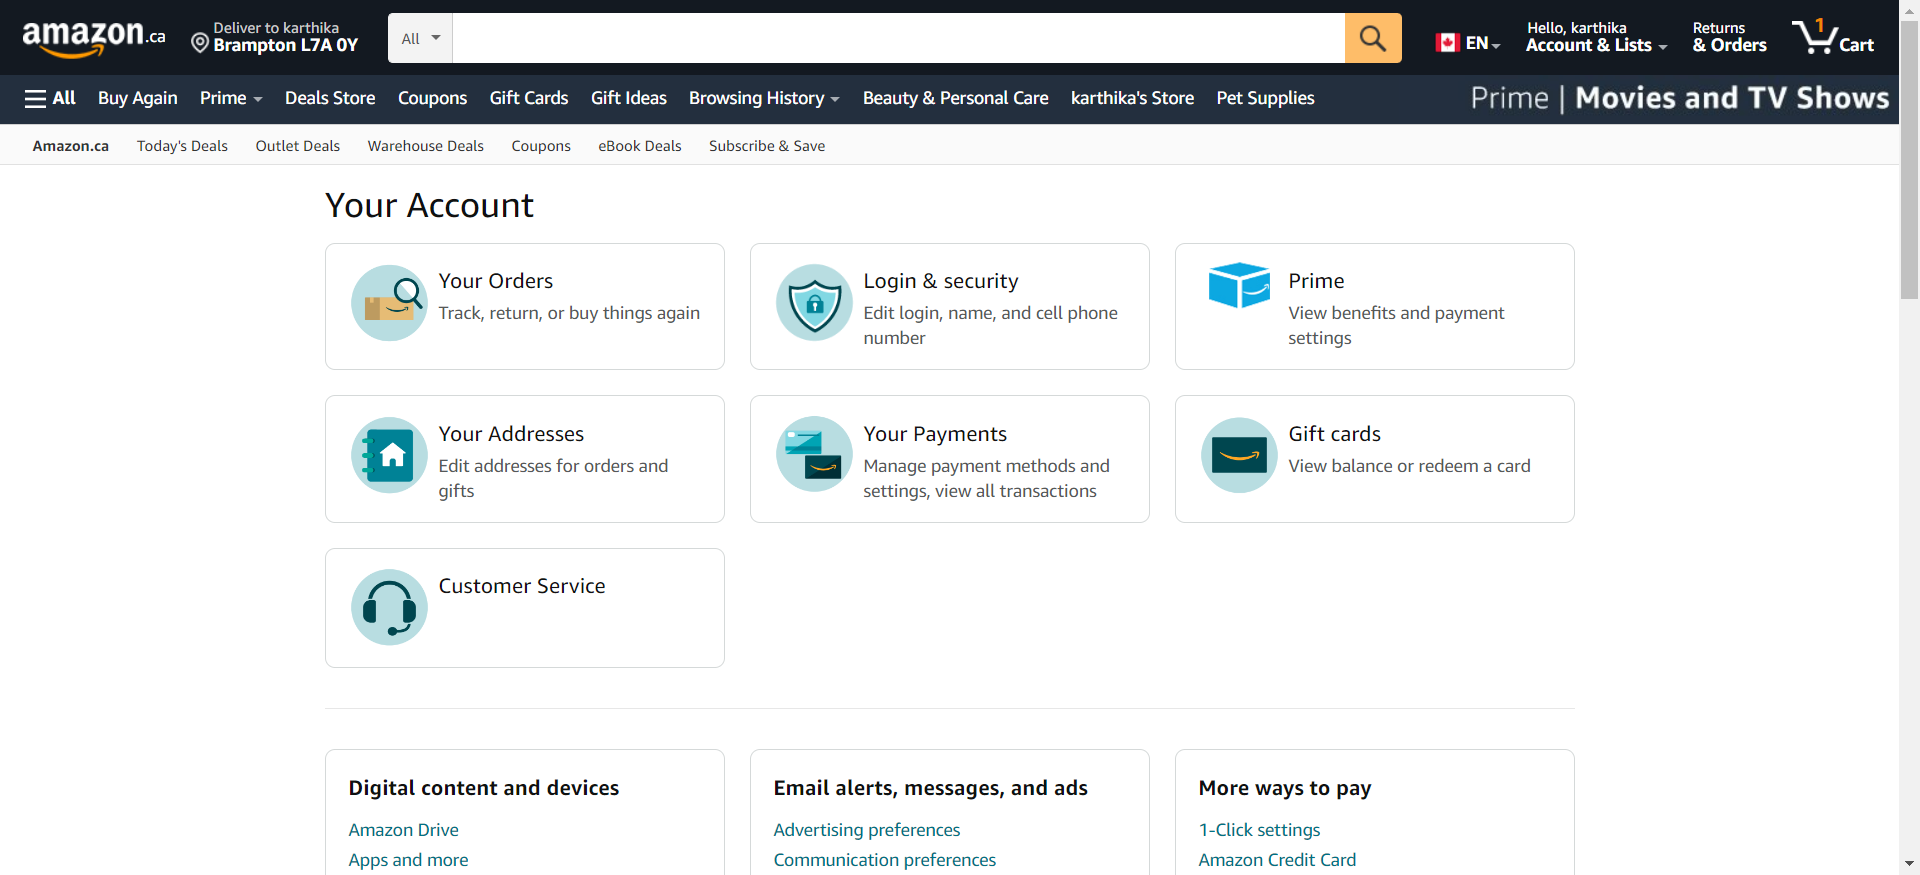 amazon.ca
Deliver to karthika
Brampton L7A 0Y
All
EN
Hello, karthika
Account & Lists
Returns
& Orders
1
Cart
All Buy Again Prime Deals Store Coupons Gift Cards Gift Ideas Browsing History Beauty & Personal Care karthika's Store Pet Supplies
Prime | Movies and TV Shows
Amazon.ca Today's Deals Outlet Deals Warehouse Deals Coupons eBook Deals Subscribe & Save
Your Account
Your Orders
Track, return, or buy things again
Login & security
Edit login, name, and cell phone
number
Prime
View benefits and payment
settings
Your Addresses
Edit addresses for orders and
gifts
Your Payments
Manage payment methods and
settings, view all transactions
Gift cards
View balance or redeem a card
Customer Service
Digital content and devices
Amazon Drive
Apps and more
Email alerts, messages, and ads
Advertising preferences
Communication preferences
More ways to pay
1-Click settings
Amazon Credit Card